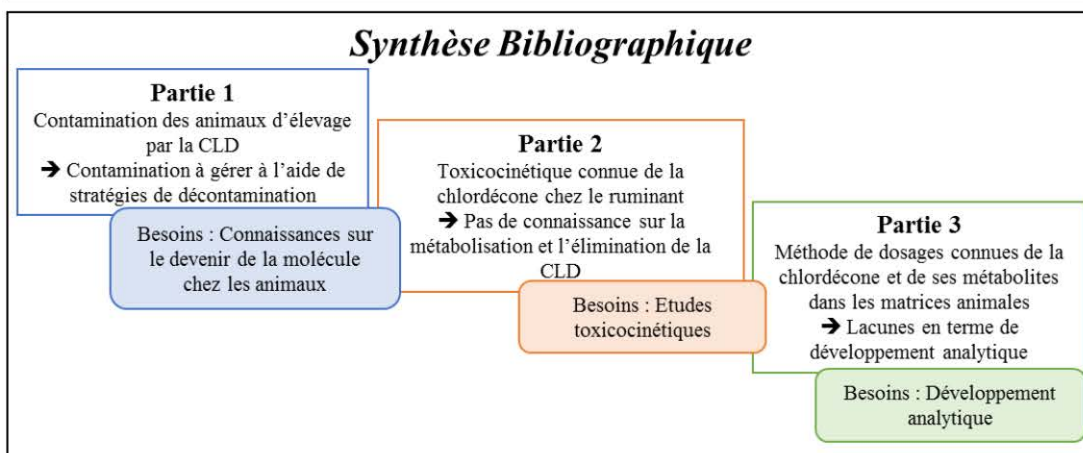 Synthèse Bibliographique
Partie 1
Contamination des animaux d'élevage
par la CLD
➔ Contamination à gérer à l'aide de
stratégies de décontamination
Besoins : Connaissances sur
le devenir de la molécule
chez les animaux
Partie 2
Toxicocinétique connue de la
chlordécone chez le ruminant
➔ Pas de connaissance sur la
métabolisation et l'élimination de la
CLD
Besoins : Etudes
toxicocinétiques
Partie 3
Méthode de dosages connues de la
chlordécone et de ses métabolites
dans les matrices animales
➔ Lacunes en terme de
développement analytique
Besoins : Développement
analytique